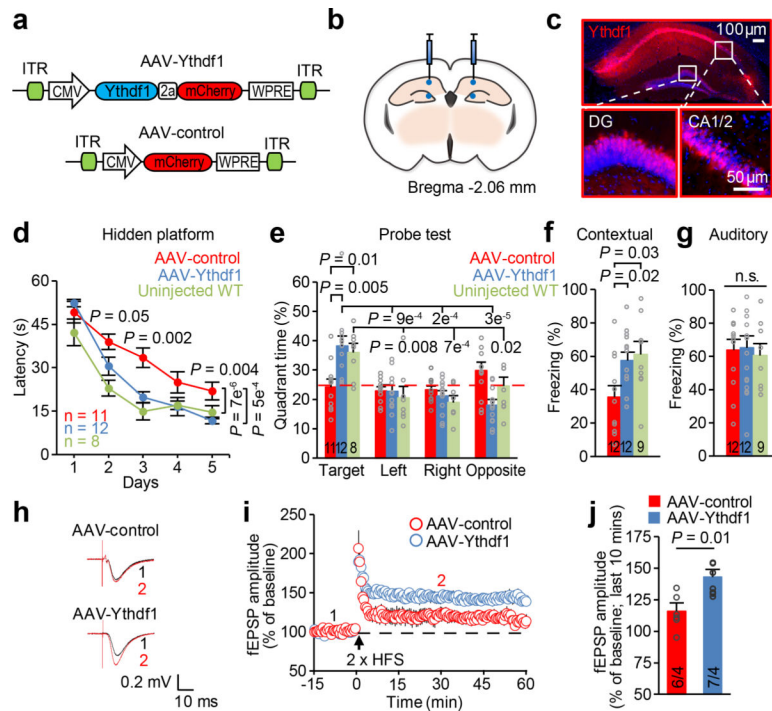 a
AAV-Ythdf1
ITR
ITR
CMV
Ythdf1
2a
mCherry
WPRE
AAV-control
ITR
ITR
CMV
mCherry
WPRE
b
Bregma -2.06 mm
c
Ythdf1
100 μm
DG
CA1/2
50 μm
d
Hidden platform
AAV-control
AAV-Ythdf1
Uninjected WT
P = 0.05
P = 0.002
P = 0.004
P = 7e-6
P = 5e-4
n = 11
n = 12
n = 8
Latency (s)
60
45
30
15
0
1 2 3 4 5
Days
e
Probe test
AAV-control
AAV-Ythdf1
Uninjected WT
P = 0.01
P = 0.005
P = 9e-4 2e-4 3e-5
P = 0.008 7e-4 0.02
Quadrant time (%)
60
50
40
30
20
10
0
11 12 8
Target Left Right Opposite
f
Contextual
P = 0.03
P = 0.02
Freezing (%)
100
80
60
40
20
0
12 12 9
g
Auditory
n.s.
Freezing (%)
100
80
60
40
20
0
12 12 9
h
AAV-control
1
2
AAV-Ythdf1
1
2
0.2 mV
10 ms
i
AAV-control
AAV-Ythdf1
fEPSP amplitude
(% of baseline)
250
200
150
100
50
1
2
2 x HFS
-15 0 15 30 45 60
Time (min)
j
AAV-control
AAV-Ythdf1
P = 0.01
fEPSP amplitude
(% of baseline; last 10 mins)
175
150
125
100
75
50
6/4 7/4